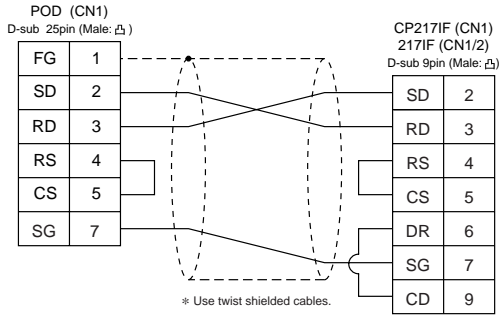 POD (CN1)
D-sub 25pin (Male: )
FG 1
SD 2
RD 3
RS 4
CS 5
SG 7
CP217IF (CN1)
217IF (CN1/2)
D-sub 9pin (Male: )
SD 2
RD 3
RS 4
CS 5
DR 6
SG 7
CD 9
* Use twist shielded cables.